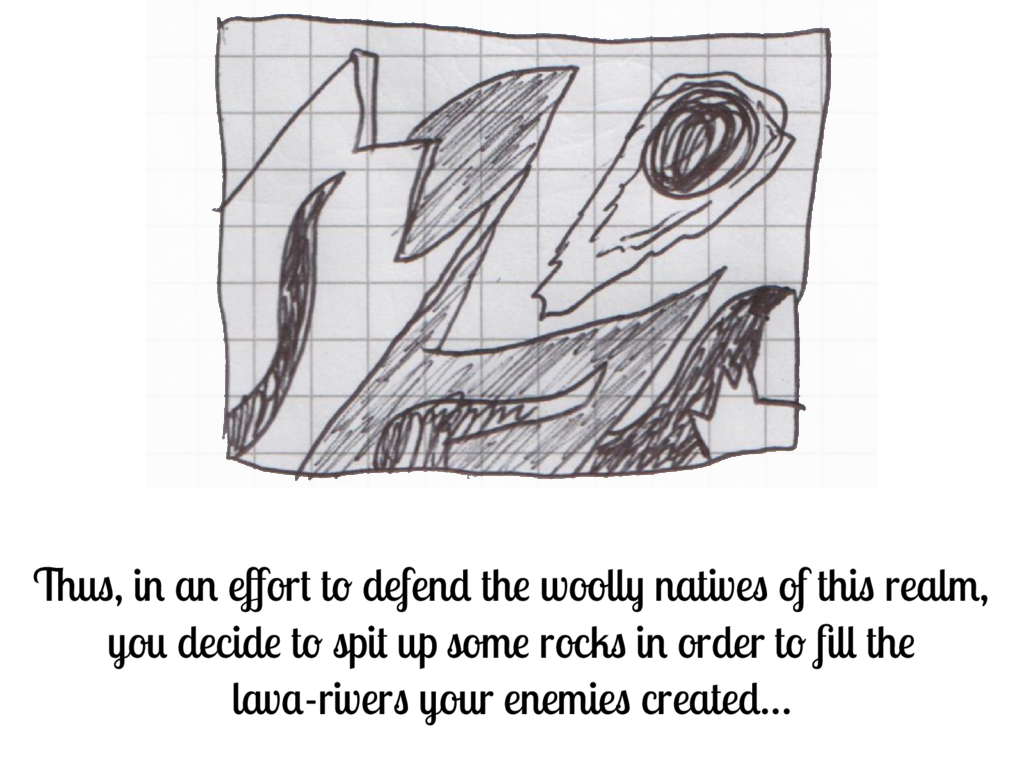 Thus, in an effort to defend the woolly natives of this realm,
you decide to spit up some rocks in order to fill the
lava-rivers your enemies created...